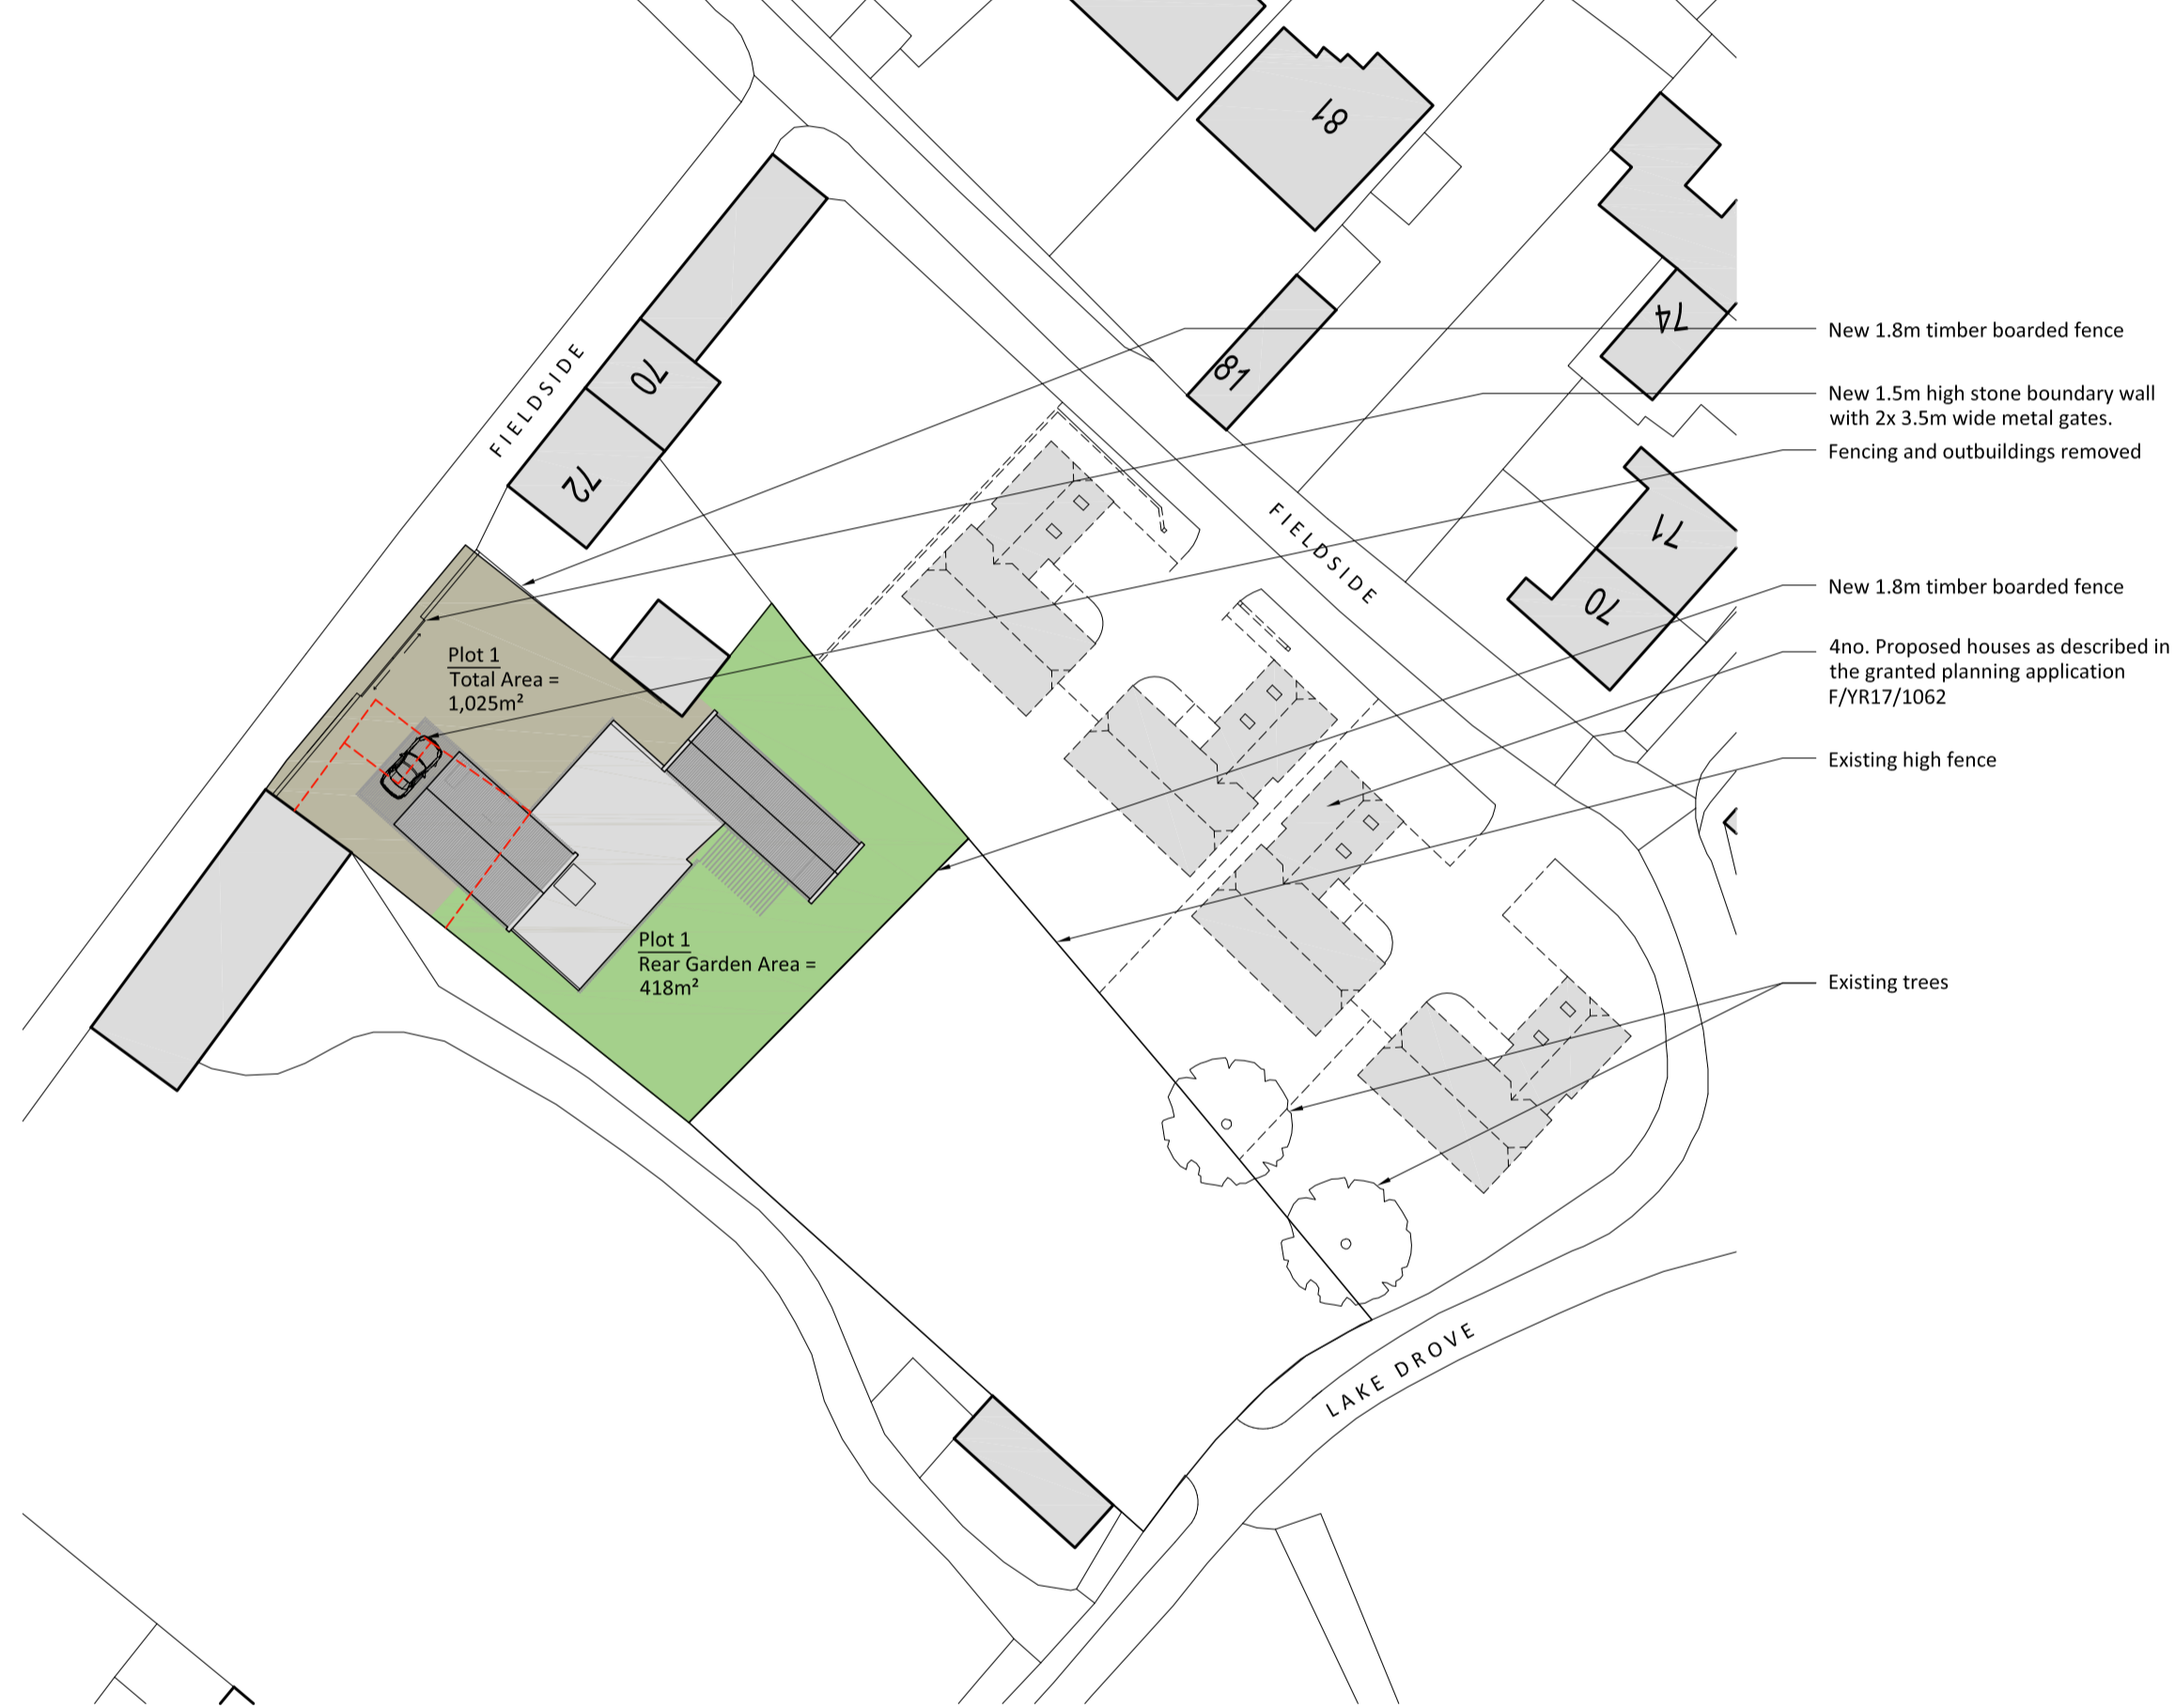 81
74
New 1.8m timber boarded fence
FIELDSIDE
70
81
New 1.5m high stone boundary wall
with 2x 3.5m wide metal gates.
Fencing and outbuildings removed
72
FIELDSIDE
71
70
New 1.8m timber boarded fence
4no. Proposed houses as described in
the granted planning application
F/YR17/1062
Plot 1
Total Area =
1,025m²
Existing high fence
Plot 1
Rear Garden Area =
418m²
Existing trees
LAKE DROVE